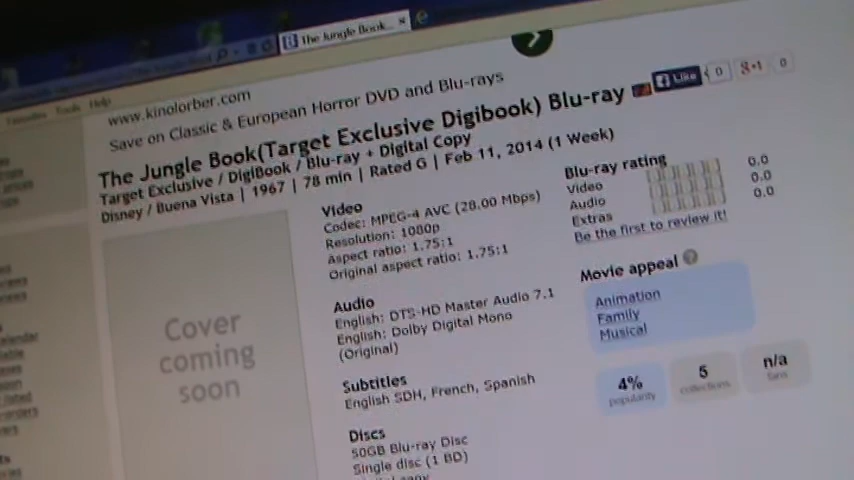 The Jungle Book...
Tools Help
www.kinolorber.com
Save on Classic & European Horror DVD and Blu-rays
The Jungle Book(Target Exclusive Digibook) Blu-ray
Like 0 g+1 0
Target Exclusive / DigiBook / Blu-ray + Digital Copy
Disney / Buena Vista | 1967 | 78 min | Rated G | Feb 11, 2014 (1 Week)
Cover
coming
soon
Video
Codec: MPEG-4 AVC (28.00 Mbps)
Resolution: 1080p
Aspect ratio: 1.75:1
Original aspect ratio: 1.75:1
Audio
English: DTS-HD Master Audio 7.1
English: Dolby Digital Mono
(Original)
Subtitles
English SDH, French, Spanish
Discs
50GB Blu-ray Disc
Single disc (1 BD)
Blu-ray rating
Video 0.0
Audio 0.0
Extras 0.0
Be the first to review it!
Movie appeal
Animation
Family
Musical
4% 5 n/a
popularity collections fans